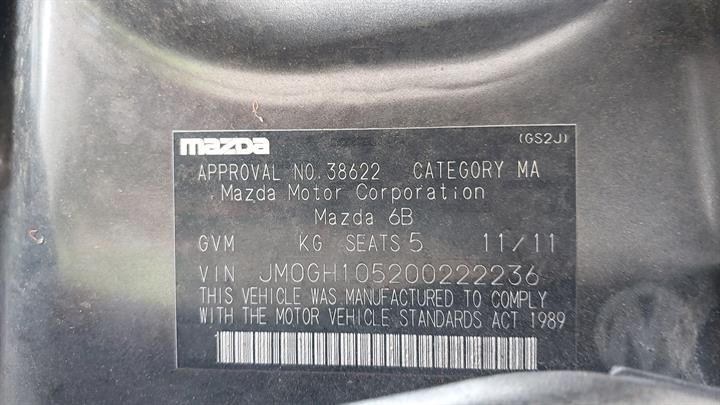 mazda (GS2J)
APPROVAL NO. 38622 CATEGORY MA
Mazda Motor Corporation
Mazda 6B
GVM KG SEATS 5 11/11
VIN JM0GH105200222236
THIS VEHICLE WAS MANUFACTURED TO COMPLY
WITH THE MOTOR VEHICLE STANDARDS ACT 1989